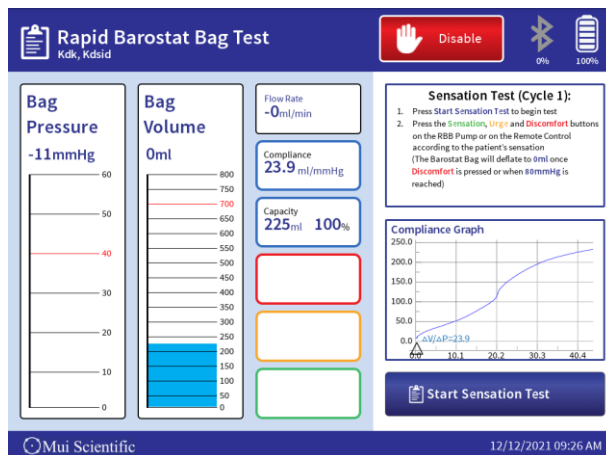 Rapid Barostat Bag Test
Kdk, Kdsid
Disable
0%
100%
Bag
Pressure
-11mmHg
60
50
40
30
20
10
0
Bag
Volume
0ml
800
750
700
650
600
550
500
450
400
350
300
250
200
150
100
50
0
Flow Rate
-0ml/min
Compliance
23.9 ml/mmHg
Capacity
225ml 100%
Sensation Test (Cycle 1):
1. Press Start Sensation Test to begin test
2. Press the Sensation, Urge and Discomfort buttons
on the RBB Pump or on the Remote Control
according to the patient's sensation
(The Barostat Bag will deflate to 0ml once
Discomfort is pressed or when 80mmHg is
reached)
Compliance Graph
250.0
200.0
150.0
100.0
50.0
0.0
△V/△P=23.9
0.0 10.1 20.2 30.3 40.4
Start Sensation Test
Mui Scientific
12/12/2021 09:26 AM